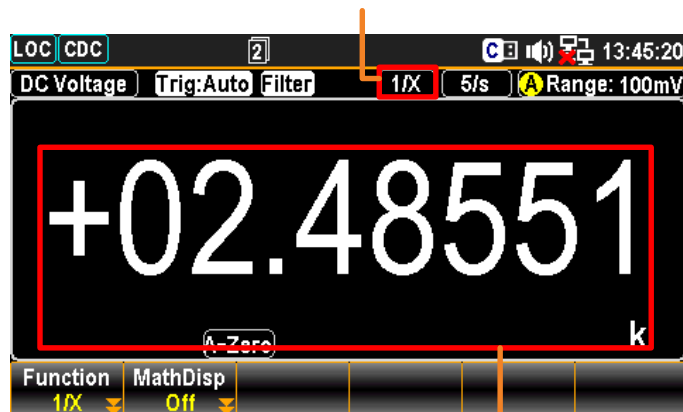 LOC CDC 2 C 13:45:20
DC Voltage Trig:Auto Filter 1/X 5/s A Range: 100mV
+02.48551
k
A-Zero
Function MathDisp
1/X Off